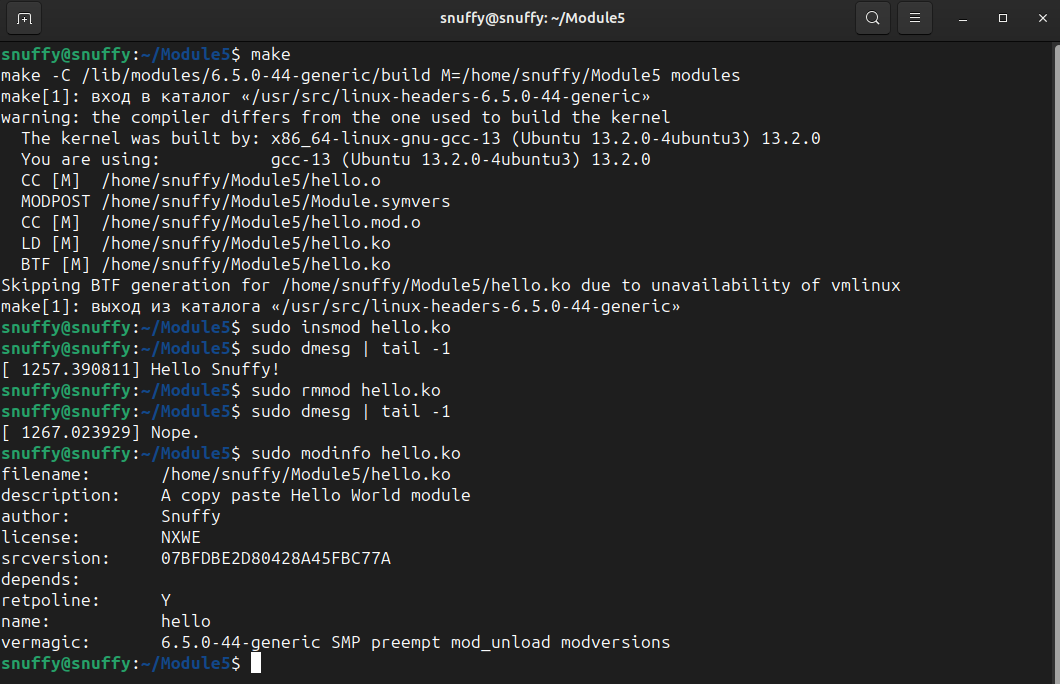 snuffy@snuffy: ~/Module5
snuffy@snuffy:~/Module5$ make
make -C /lib/modules/6.5.0-44-generic/build M=/home/snuffy/Module5 modules
make[1]: вход в каталог «/usr/src/linux-headers-6.5.0-44-generic»
warning: the compiler differs from the one used to build the kernel
  The kernel was built by: x86_64-linux-gnu-gcc-13 (Ubuntu 13.2.0-4ubuntu3) 13.2.0
  You are using:           gcc-13 (Ubuntu 13.2.0-4ubuntu3) 13.2.0
  CC [M]  /home/snuffy/Module5/hello.o
  MODPOST /home/snuffy/Module5/Module.symvers
  CC [M]  /home/snuffy/Module5/hello.mod.o
  LD [M]  /home/snuffy/Module5/hello.ko
  BTF [M] /home/snuffy/Module5/hello.ko
Skipping BTF generation for /home/snuffy/Module5/hello.ko due to unavailability of vmlinux
make[1]: выход из каталога «/usr/src/linux-headers-6.5.0-44-generic»
snuffy@snuffy:~/Module5$ sudo insmod hello.ko
snuffy@snuffy:~/Module5$ sudo dmesg | tail -1
[ 1257.390811] Hello Snuffy!
snuffy@snuffy:~/Module5$ sudo rmmod hello.ko
snuffy@snuffy:~/Module5$ sudo dmesg | tail -1
[ 1267.023929] Nope.
snuffy@snuffy:~/Module5$ sudo modinfo hello.ko
filename:       /home/snuffy/Module5/hello.ko
description:    A copy paste Hello World module
author:         Snuffy
license:        NXWE
srcversion:     07BFDBE2D80428A45FBC77A
depends:
retpoline:      Y
name:           hello
vermagic:       6.5.0-44-generic SMP preempt mod_unload modversions
snuffy@snuffy:~/Module5$